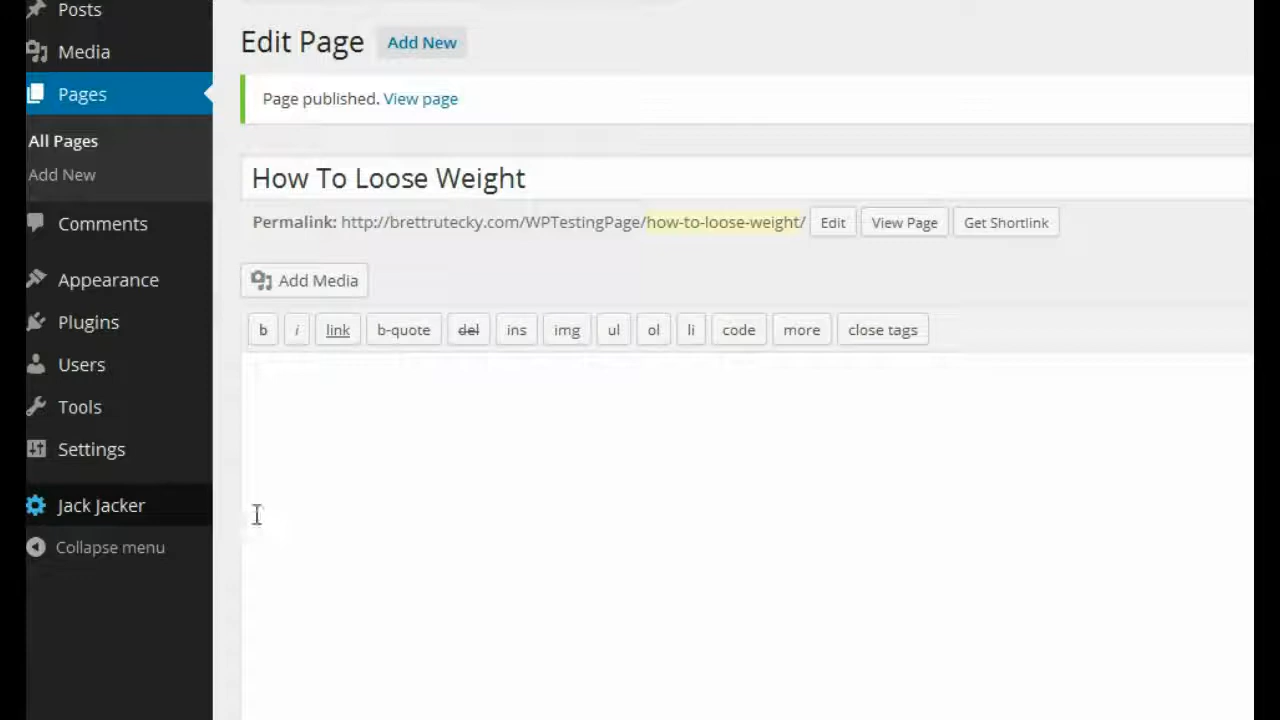 Posts
Media
Pages
All Pages
Add New
Comments
Appearance
Plugins
Users
Tools
Settings
Jack Jacker
Collapse menu
Edit Page Add New
Page published. View page
How To Loose Weight
Permalink: http://brettrutecky.com/WPTestingPage/how-to-loose-weight/ Edit View Page Get Shortlink
Add Media
b i link b-quote del ins img ul ol li code more close tags